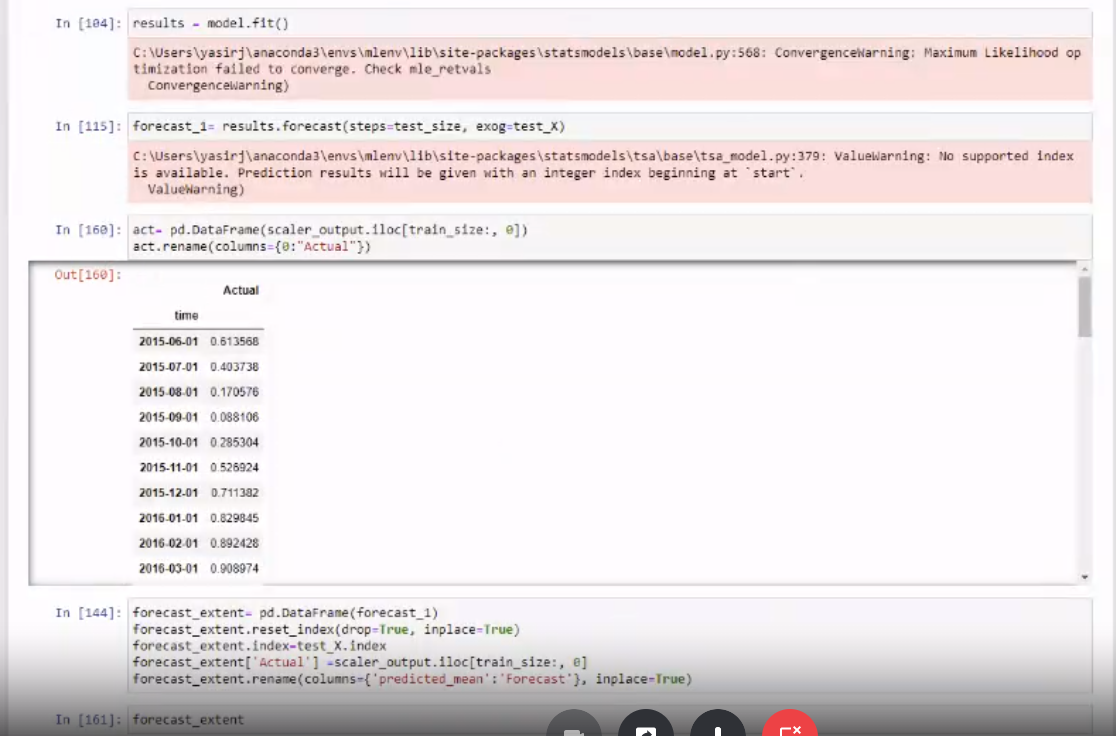 In [104]: results = model.fit()
C:\Users\yasirj\anaconda3\envs\mlenv\lib\site-packages\statsmodels\base\model.py:568: ConvergenceWarning: Maximum Likelihood op
timization failed to converge. Check mle_retvals
ConvergenceWarning)
In [115]: forecast_1= results.forecast(steps=test_size, exog=test_X)
C:\Users\yasirj\anaconda3\envs\mlenv\lib\site-packages\statsmodels\tsa\base\tsa_model.py:379: ValueWarning: No supported index
is available. Prediction results will be given with an integer index beginning at `start`.
ValueWarning)
In [160]: act= pd.DataFrame(scaler_output.iloc[train_size:, 0])
act.rename(columns={0:"Actual"})
Out[160]:
Actual
time
2015-06-01 0.613568
2015-07-01 0.403738
2015-08-01 0.170576
2015-09-01 0.088106
2015-10-01 0.285304
2015-11-01 0.526924
2015-12-01 0.711382
2016-01-01 0.829845
2016-02-01 0.892428
2016-03-01 0.908974
In [144]: forecast_extent= pd.DataFrame(forecast_1)
forecast_extent.reset_index(drop=True, inplace=True)
forecast_extent.index=test_X.index
forecast_extent['Actual'] =scaler_output.iloc[train_size:, 0]
forecast_extent.rename(columns={'predicted_mean':'Forecast'}, inplace=True)
In [161]: forecast_extent